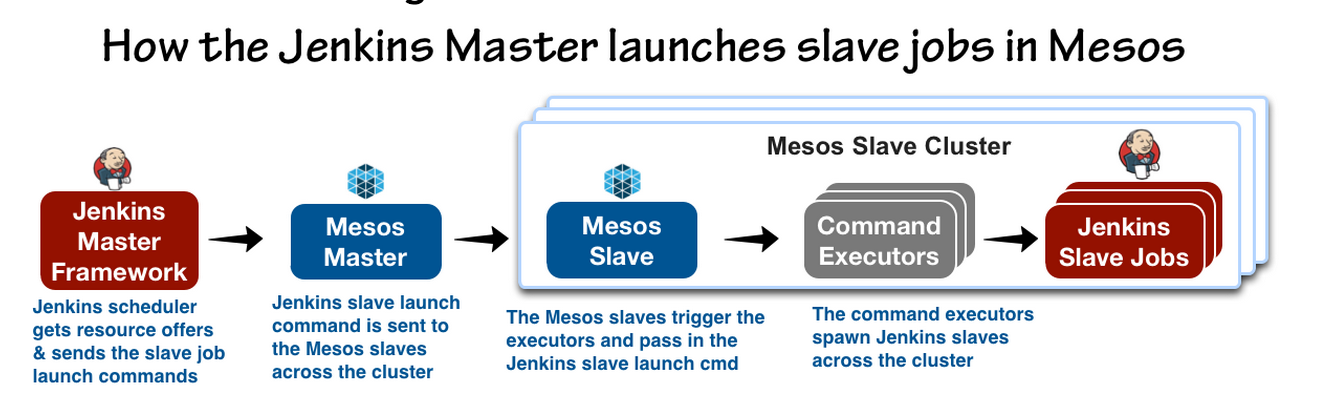 How the Jenkins Master launches slave jobs in Mesos
Mesos Slave Cluster
Jenkins
Master
Framework
Mesos
Master
Mesos
Slave
Command
Executors
Jenkins
Slave Jobs
Jenkins scheduler
gets resource offers
& sends the slave job
launch commands
Jenkins slave launch
command is sent to
the Mesos slaves
across the cluster
The Mesos slaves trigger the
executors and pass in the
Jenkins slave launch cmd
The command executors
spawn Jenkins slaves
across the cluster